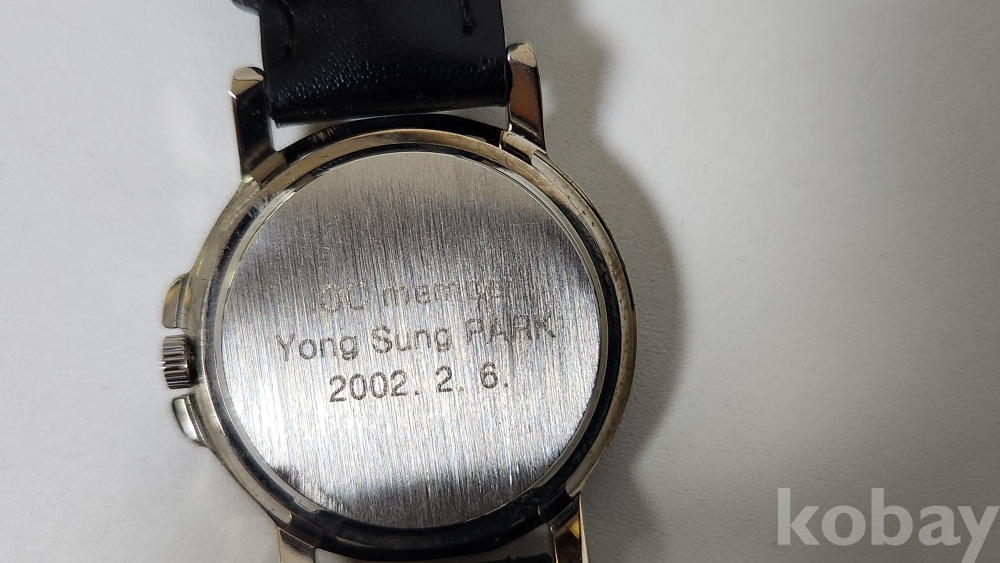 IOC member
Yong Sung PARK
2002. 2. 6.
kobay